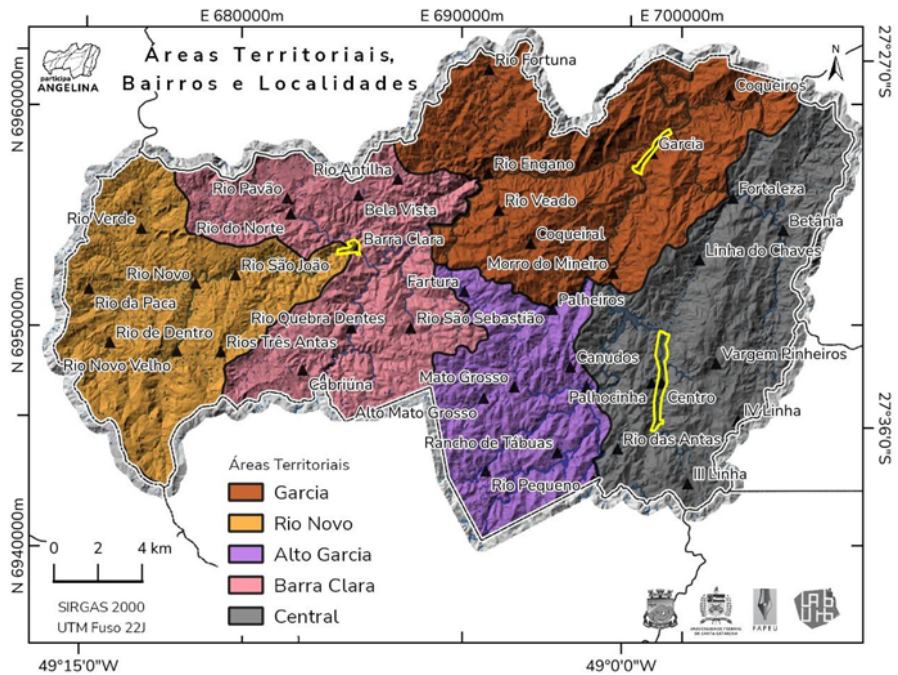 E 680000m
E 690000m
E 700000m
participa
ANGELINA
Áreas Territoriais,
Bairros e Localidades
N
27°27'0"S
N 6960000m
Rio Fortuna
Coqueiros
Garcia
Rio Engano
Rio Antilha
Rio Pavão
Rio Veado
Fortaleza
Bela Vista
Rio Verde
Rio do Norte
Betânia
Barra Clara
Coqueiral
Linha do Chaves
Rio São João
Morro do Mineiro
Rio Novo
Fartura
Rio da Paca
Palheiros
N 6950000m
Rio Quebra Dentes
Rio São Sebastião
Rio de Dentro
Rios Três Antas
Canudos
Vargem Pinheiros
Rio Novo Velho
Mato Grosso
Cabriúna
Palhocinha
Centro
Alto Mato Grosso
IV Linha
27°36'0"S
Rancho de Tábuas
Rio das Antas
III Linha
Rio Pequeno
Áreas Territoriais
Garcia
Rio Novo
Alto Garcia
Barra Clara
Central
N 6940000m
0 2 4 km
SIRGAS 2000
UTM Fuso 22J
UNIVERSIDADE FEDERAL
DE SANTA CATARINA
FAPEU
49°15'0"W
49°0'0"W